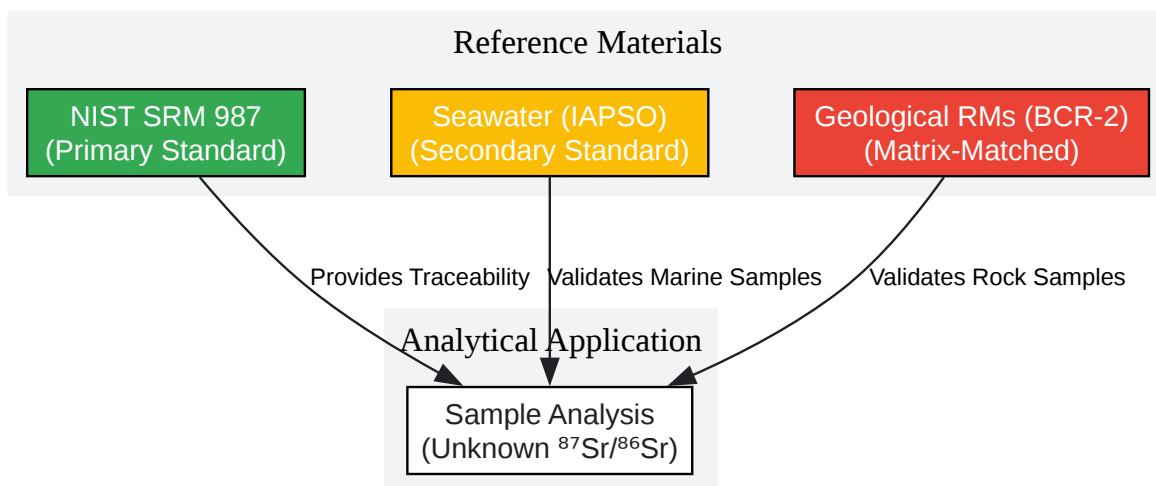 Reference Materials
NIST SRM 987
(Primary Standard)
Seawater (IAPSO)
(Secondary Standard)
Geological RMs (BCR-2)
(Matrix-Matched)
Provides Traceability
Validates Marine Samples
Validates Rock Samples
Analytical Application
Sample Analysis
(Unknown ⁸⁷Sr/⁸⁶Sr)